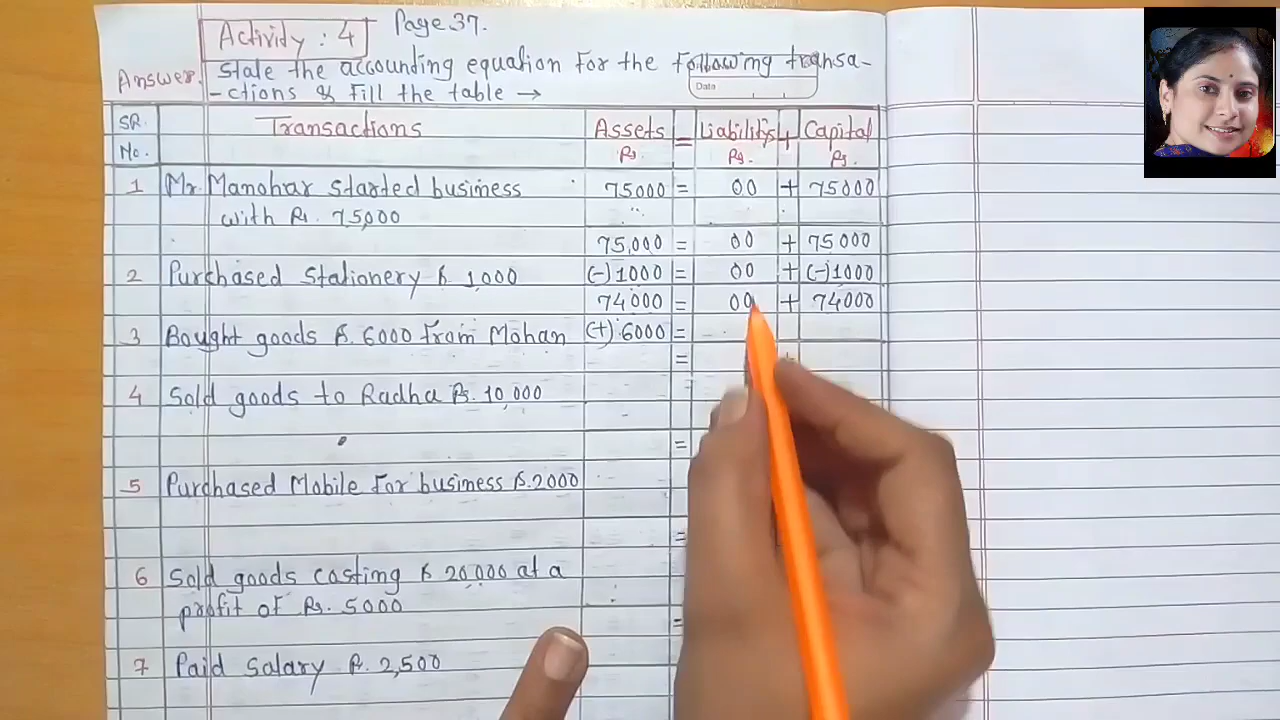 Activity : 4 Page 37.
Answer. State the accounting equation for the following transa-
-ctions & Fill the table →
Date
SR. No. Transactions Assets Rs. = Liabilitys Rs. + Capital Rs.
1 Mr. Manohar started business 75000 = 00 + 75000
with Rs. 75,000
75,000 = 00 + 75000
2 Purchased Stationery Rs. 1,000 (-) 1000 = 00 + (-) 1000
74000 = 00 + 74000
3 Bought goods Rs. 6000 from Mohan (+) 6000 =
= +
4 Sold goods to Radha Rs. 10,000
=
5 Purchased Mobile for business Rs. 2000
=
6 Sold goods costing Rs 20,000 at a
profit of Rs. 5000
=
7 Paid Salary Rs. 2,500